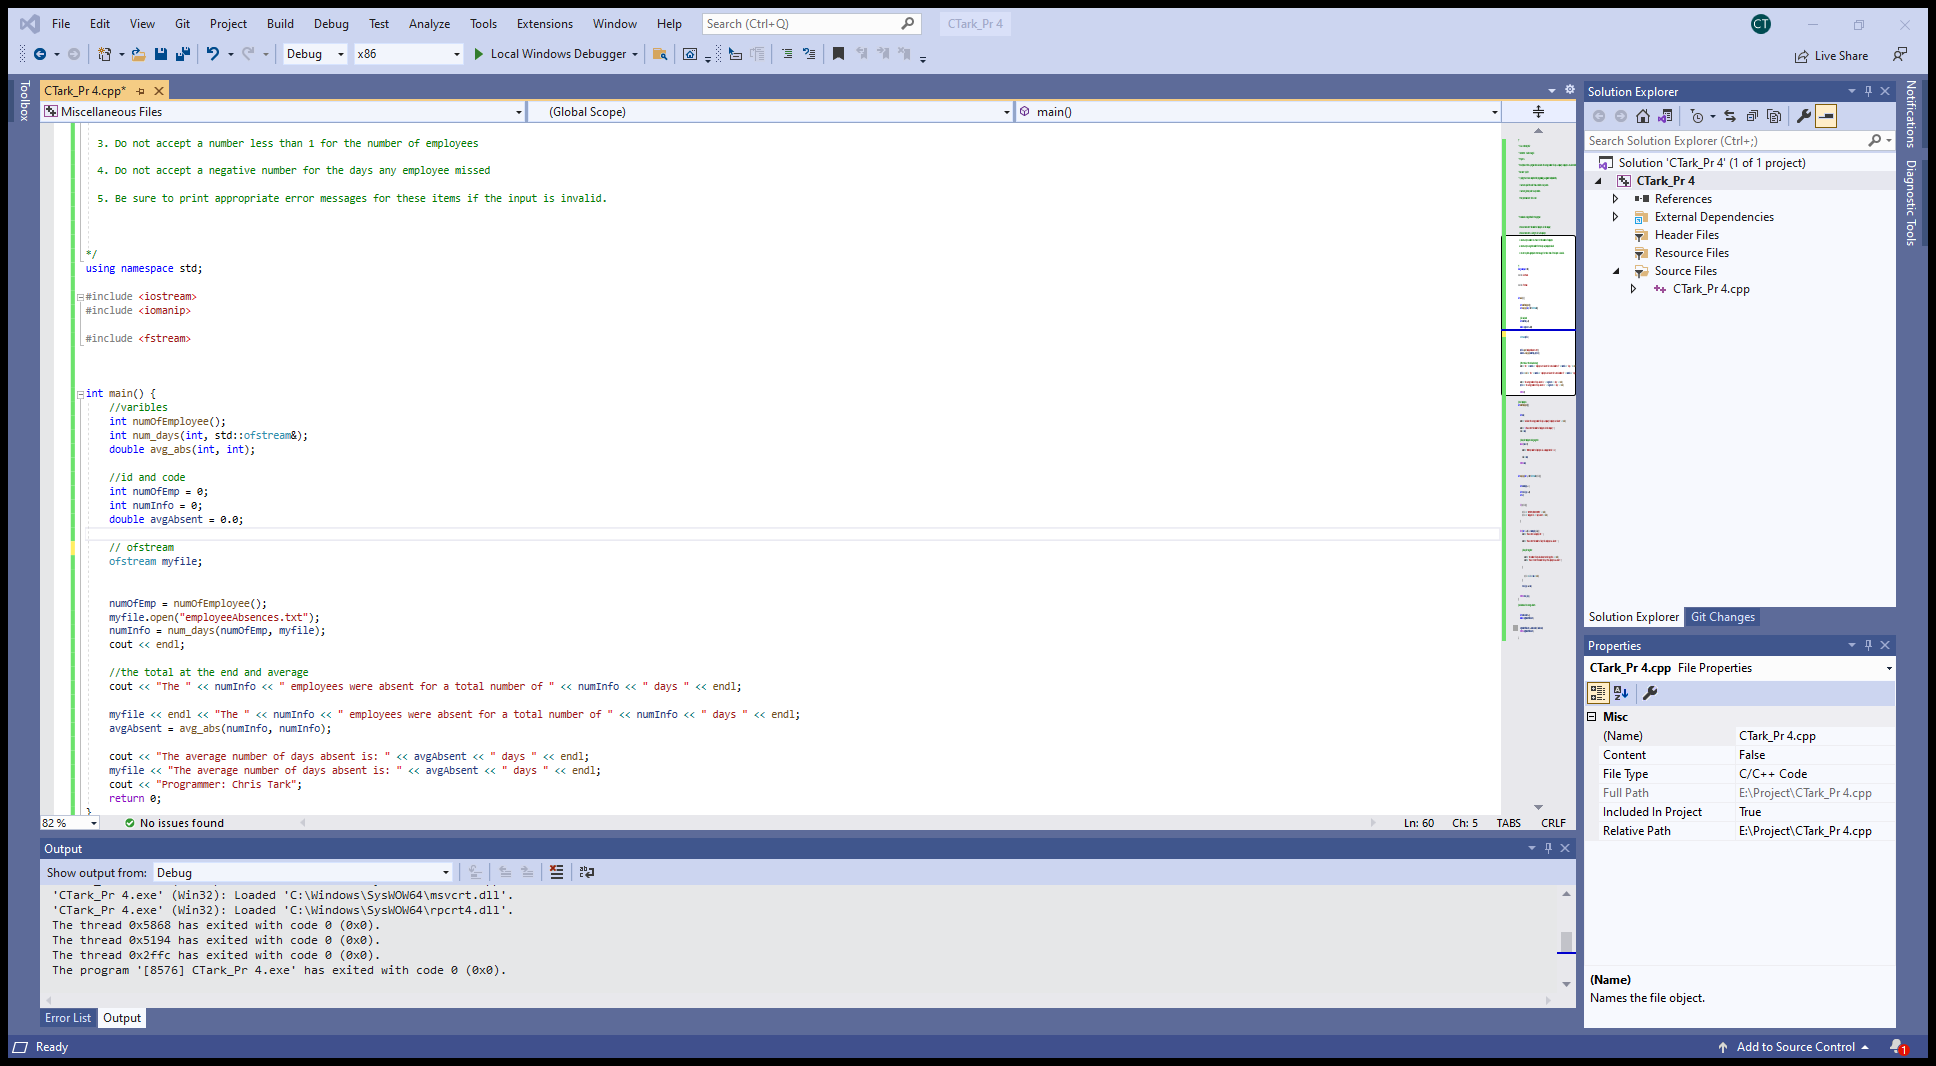 File Edit View Git Project Build Debug Test Analyze Tools Extensions Window Help Search (Ctrl+Q) CTark_Pr 4 CT
Debug x86 Local Windows Debugger Live Share
Toolbox
CTark_Pr 4.cpp*
Miscellaneous Files (Global Scope) main()
3. Do not accept a number less than 1 for the number of employees
4. Do not accept a negative number for the days any employee missed
5. Be sure to print appropriate error messages for these items if the input is invalid.
*/
using namespace std;
#include <iostream>
#include <iomanip>
#include <fstream>
int main() {
//varibles
int numOfEmployee();
int num_days(int, std::ofstream&);
double avg_abs(int, int);
//id and code
int numOfEmp = 0;
int numInfo = 0;
double avgAbsent = 0.0;
// ofstream
ofstream myfile;
numOfEmp = numOfEmployee();
myfile.open("employeeAbsences.txt");
numInfo = num_days(numOfEmp, myfile);
cout << endl;
//the total at the end and average
cout << "The " << numInfo << " employees were absent for a total number of " << numInfo << " days " << endl;
myfile << endl << "The " << numInfo << " employees were absent for a total number of " << numInfo << " days " << endl;
avgAbsent = avg_abs(numInfo, numInfo);
cout << "The average number of days absent is: " << avgAbsent << " days " << endl;
myfile << "The average number of days absent is: " << avgAbsent << " days " << endl;
cout << "Programmer: Chris Tark";
return 0;
}
82 % No issues found Ln: 60 Ch: 5 TABS CRLF
Output
Show output from: Debug
'CTark_Pr 4.exe' (Win32): Loaded 'C:\Windows\SysWOW64\msvcrt.dll'.
'CTark_Pr 4.exe' (Win32): Loaded 'C:\Windows\SysWOW64\rpcrt4.dll'.
The thread 0x5868 has exited with code 0 (0x0).
The thread 0x5194 has exited with code 0 (0x0).
The thread 0x2ffc has exited with code 0 (0x0).
The program '[8576] CTark_Pr 4.exe' has exited with code 0 (0x0).
Error List Output
Solution Explorer
Search Solution Explorer (Ctrl+;)
Solution 'CTark_Pr 4' (1 of 1 project)
CTark_Pr 4
References
External Dependencies
Header Files
Resource Files
Source Files
CTark_Pr 4.cpp
Solution Explorer Git Changes
Properties
CTark_Pr 4.cpp File Properties
Misc
(Name) CTark_Pr 4.cpp
Content False
File Type C/C++ Code
Full Path E:\Project\CTark_Pr 4.cpp
Included In Project True
Relative Path E:\Project\CTark_Pr 4.cpp
(Name)
Names the file object.
Notifications
Diagnostic Tools
Ready Add to Source Control 1